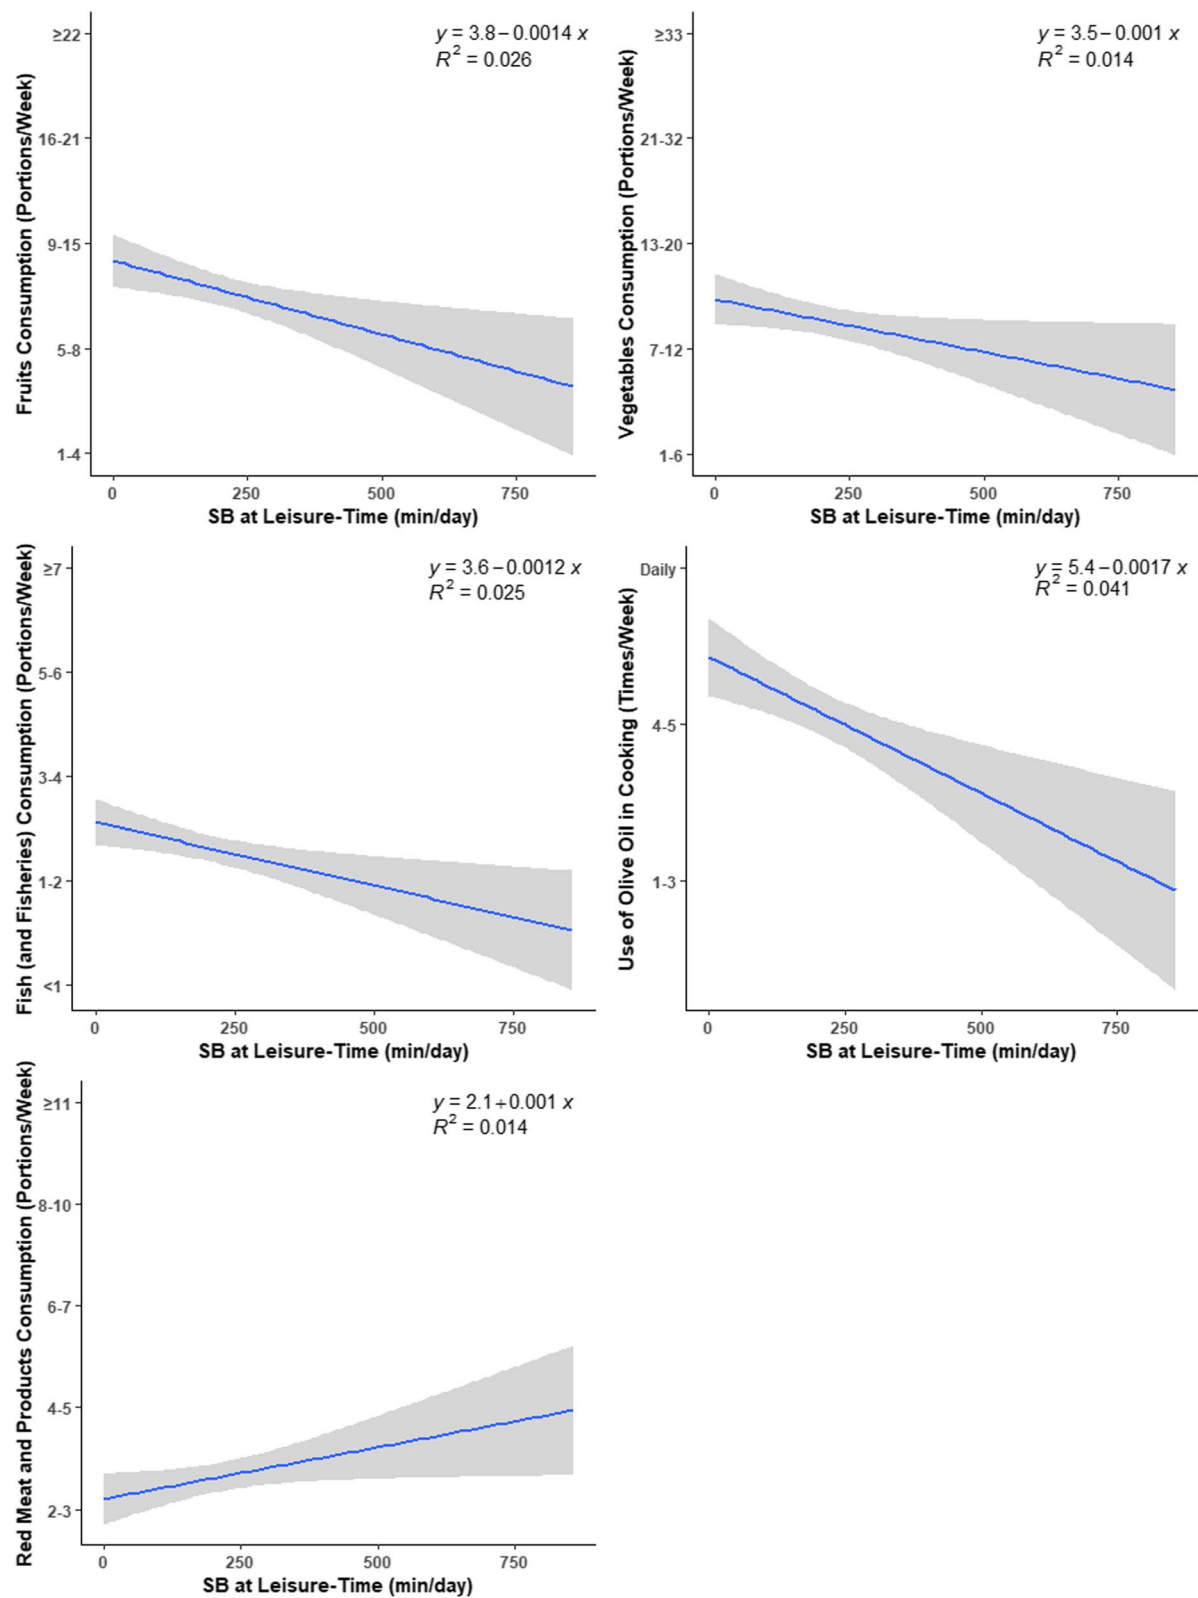 Fruits Consumption (Portions/Week)
≥22
16-21
9-15
5-8
1-4
y = 3.8 − 0.0014 x
R² = 0.026
0 250 500 750
SB at Leisure-Time (min/day)
Vegetables Consumption (Portions/Week)
≥33
21-32
13-20
7-12
1-6
y = 3.5 − 0.001 x
R² = 0.014
0 250 500 750
SB at Leisure-Time (min/day)
Fish (and Fisheries) Consumption (Portions/Week)
≥7
5-6
3-4
1-2
<1
y = 3.6 − 0.0012 x
R² = 0.025
0 250 500 750
SB at Leisure-Time (min/day)
Use of Olive Oil in Cooking (Times/Week)
Daily
4-5
1-3
y = 5.4 − 0.0017 x
R² = 0.041
0 250 500 750
SB at Leisure-Time (min/day)
Red Meat and Products Consumption (Portions/Week)
≥11
8-10
6-7
4-5
2-3
y = 2.1 + 0.001 x
R² = 0.014
0 250 500 750
SB at Leisure-Time (min/day)